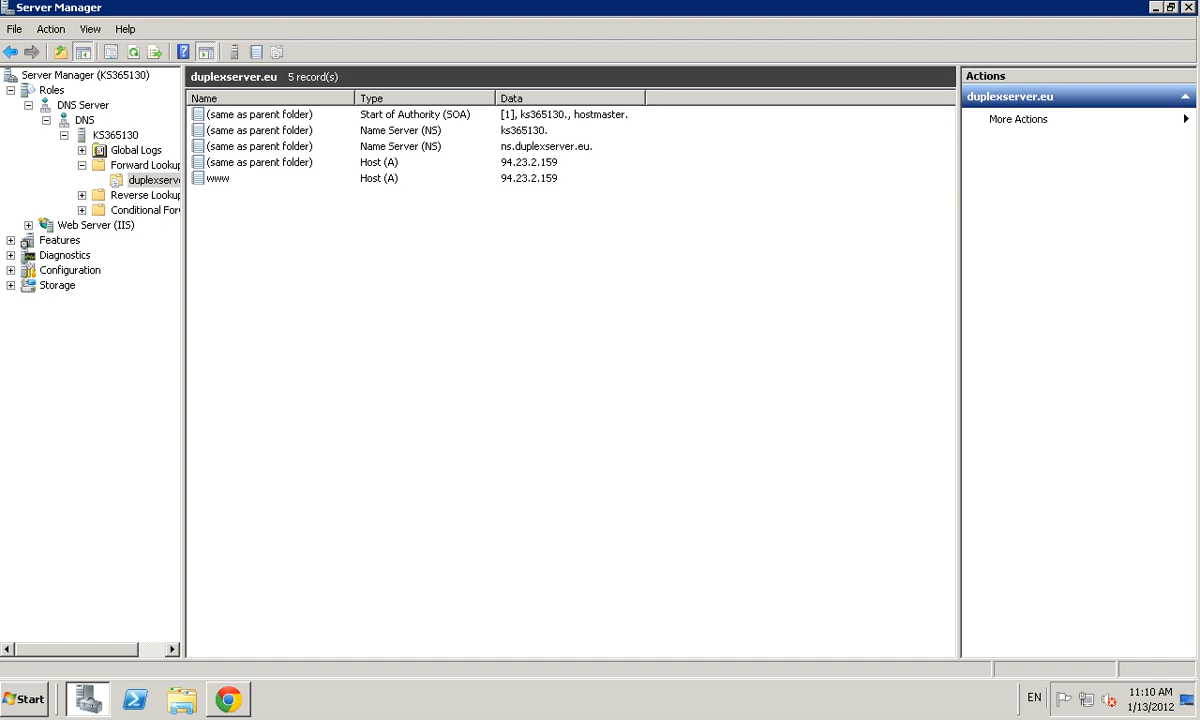 Server Manager
File Action View Help
Server Manager (KS365130)
Roles
DNS Server
DNS
KS365130
Global Logs
Forward Lookup
duplexserv
Reverse Lookup
Conditional For
Web Server (IIS)
Features
Diagnostics
Configuration
Storage
duplexserver.eu 5 record(s)
Name Type Data
(same as parent folder) Start of Authority (SOA) [1], ks365130., hostmaster.
(same as parent folder) Name Server (NS) ks365130.
(same as parent folder) Name Server (NS) ns.duplexserver.eu.
(same as parent folder) Host (A) 94.23.2.159
www Host (A) 94.23.2.159
Actions
duplexserver.eu
More Actions
Start
EN
11:10 AM
1/13/2012